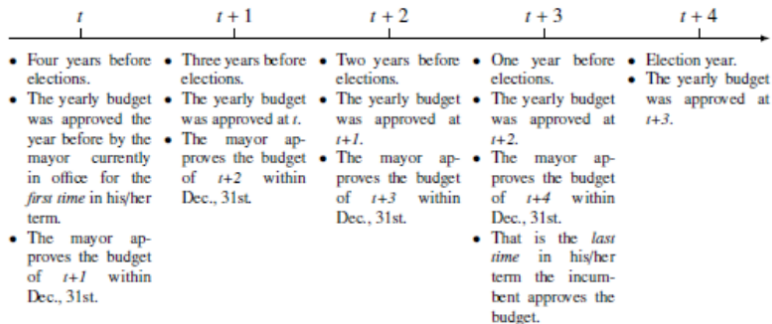 t
t + 1
t + 2
t + 3
t + 4
• Four years before
elections.
• The yearly budget
was approved the
year before by the
mayor currently
in office for the
first time in his/her
term.
• The mayor ap-
proves the budget
of t+1 within
Dec., 31st.
• Three years before
elections.
• The yearly budget
was approved at t.
• The mayor ap-
proves the budget
of t+2 within
Dec., 31st.
• Two years before
elections.
• The yearly budget
was approved at
t+1.
• The mayor ap-
proves the budget
of t+3 within
Dec., 31st.
• One year before
elections.
• The yearly budget
was approved at
t+2.
• The mayor ap-
proves the budget
of t+4 within
Dec., 31st.
• That is the last
time in his/her
term the incum-
bent approves the
budget.
• Election year.
• The yearly budget
was approved at
t+3.